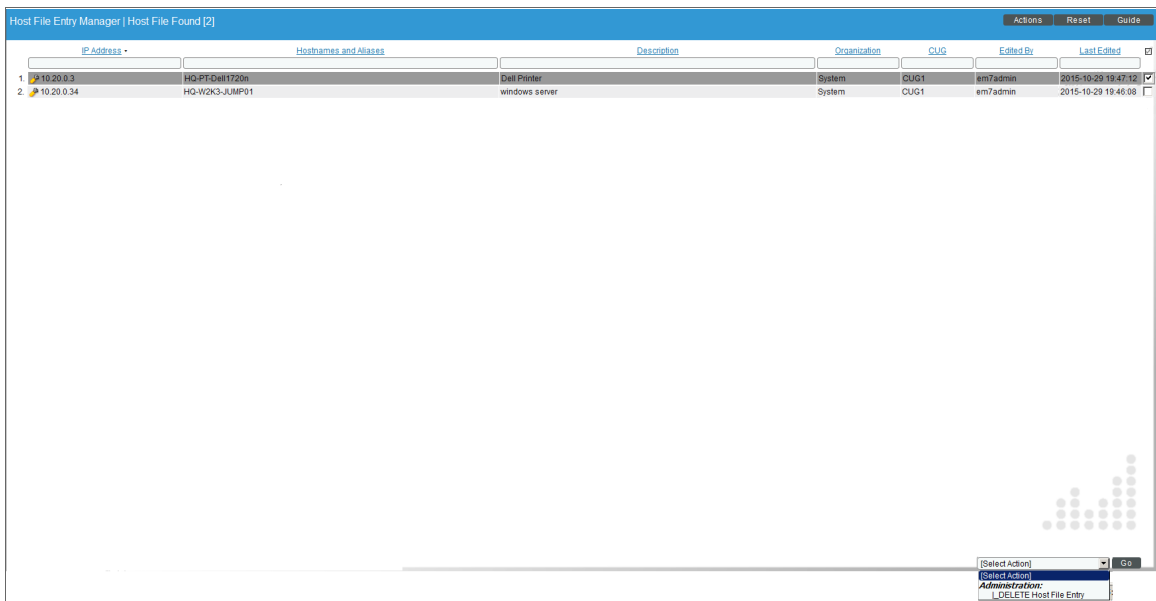 Host File Entry Manager | Host File Found [2]
Actions Reset Guide
IP Address Hostnames and Aliases Description Organization CUG Edited By Last Edited
1. 10.20.0.3 HQ-PT-Dell1720n Dell Printer System CUG1 em7admin 2015-10-29 19:47:12
2. 10.20.0.34 HQ-W2K3-JUMP01 windows server System CUG1 em7admin 2015-10-29 19:46:08
[Select Action] Go
[Select Action]
Administration:
|_DELETE Host File Entry